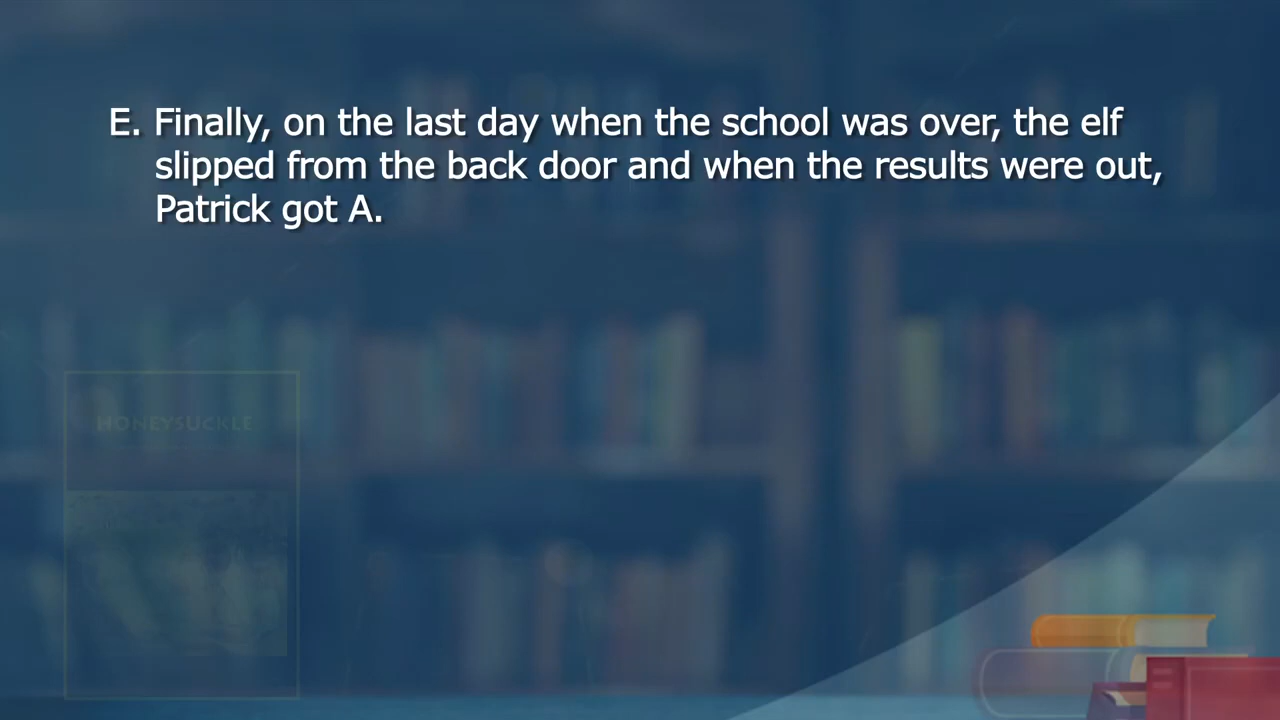 E. Finally, on the last day when the school was over, the elf
slipped from the back door and when the results were out,
Patrick got A.
HONEYSUCKLE